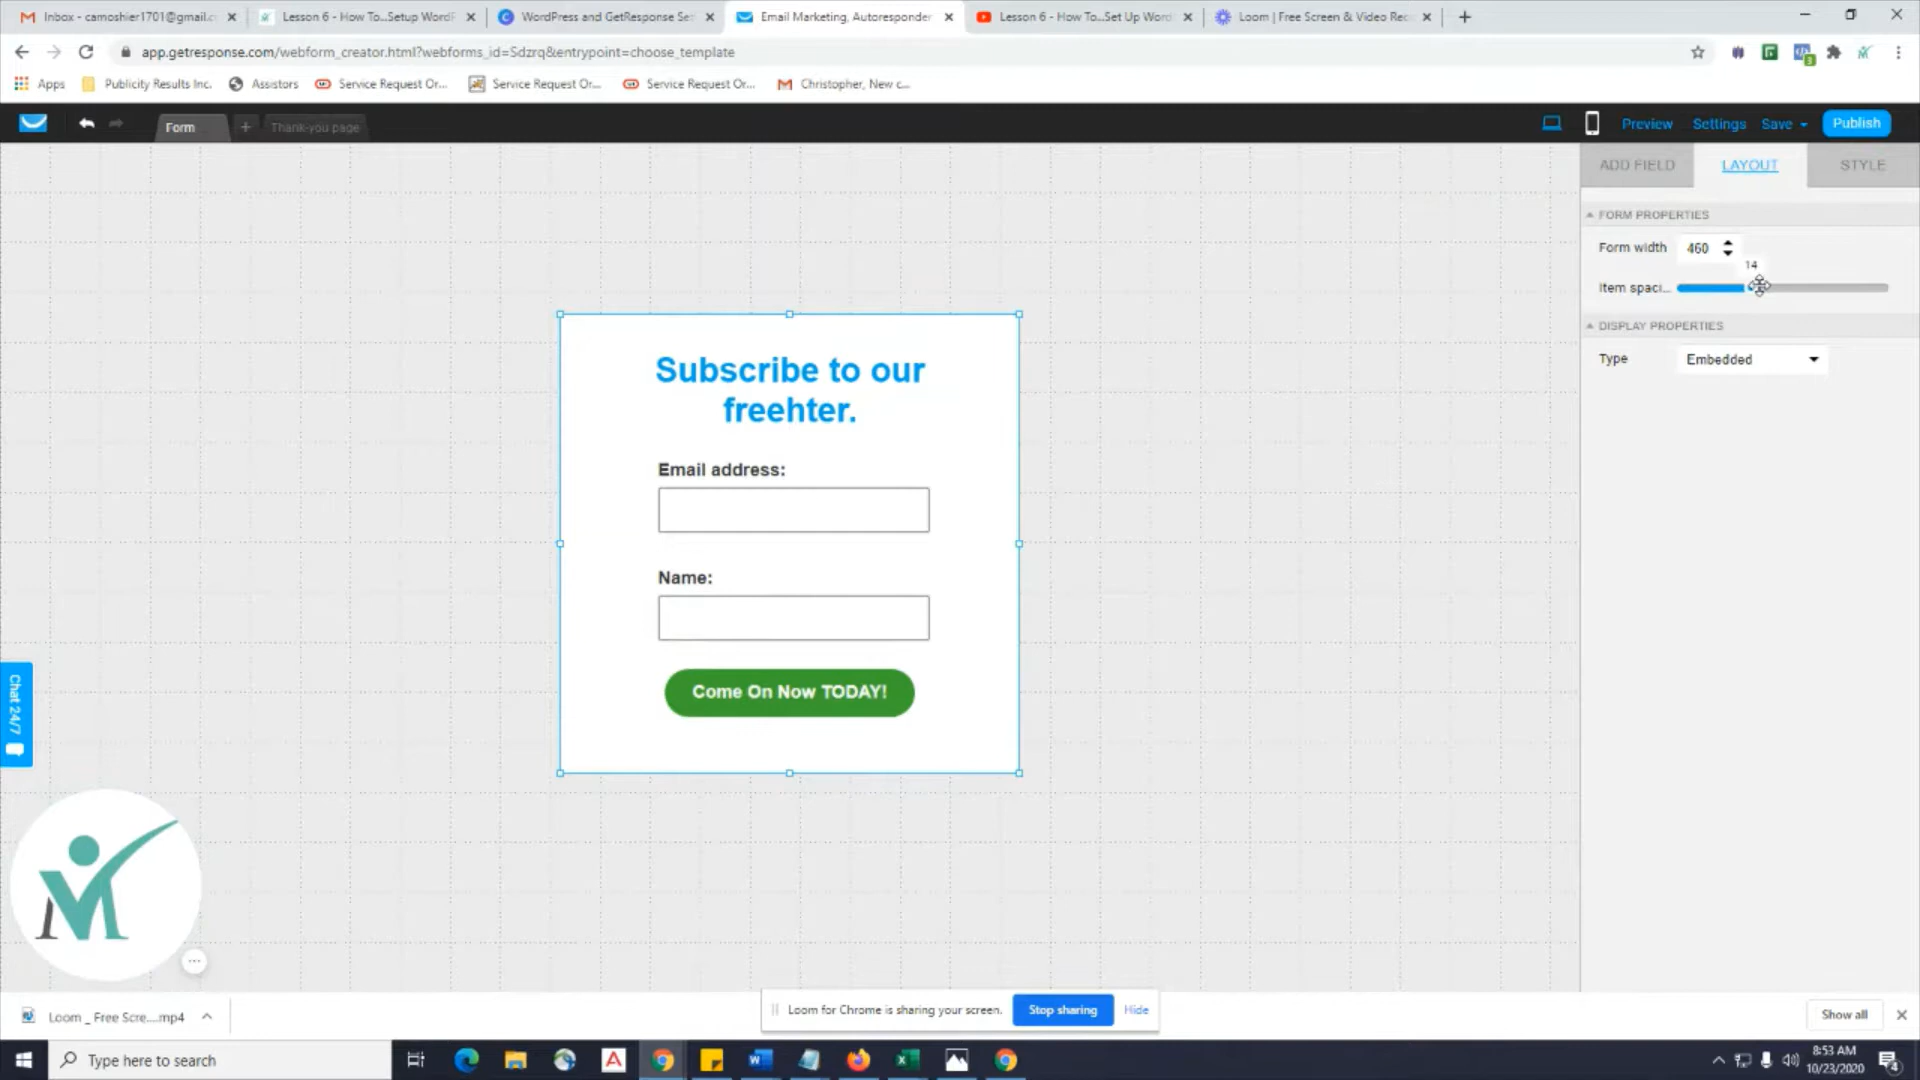 Inbox - camoshier1701@gmail.c
Lesson 6 - How To...Setup WordP
WordPress and GetResponse Se
Email Marketing, Autoresponder
Lesson 6 - How To...Set Up Word
Loom | Free Screen & Video Rec
app.getresponse.com/webform_creator.html?webforms_id=Sdzrq&entrypoint=choose_template
Apps
Publicity Results Inc.
Assistors
Service Request Or...
Service Request Or...
Service Request Or...
Christopher, New c...
Form
+
Thank-you page
Preview
Settings
Save
Publish
ADD FIELD
LAYOUT
STYLE
FORM PROPERTIES
Form width
460
14
Item spaci...
DISPLAY PROPERTIES
Type
Embedded
Subscribe to our
freehter.
Email address:
Name:
Come On Now TODAY!
Chat 24/7
Loom _ Free Scre....mp4
Loom for Chrome is sharing your screen.
Stop sharing
Hide
Show all
Type here to search
8:53 AM
10/23/2020
4